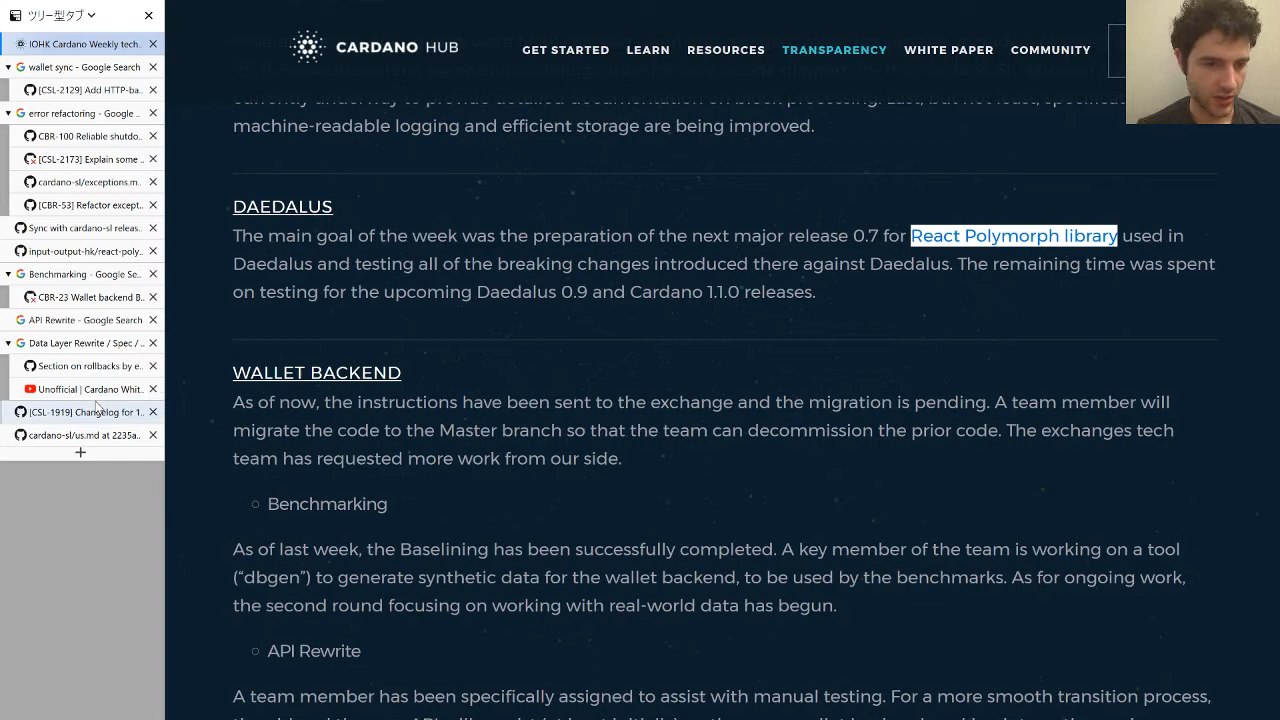 ツリー型タブ
IOHK Cardano Weekly tech..
wallet sync - Google Search
[CSL-2129] Add HTTP-ba..
error refactoring - Google ..
CBR-100 Reliable shutdo..
[CSL-2173] Explain some ..
cardano-sl/exceptions.m..
[CBR-53] Refactor except..
Sync with cardano-sl releas..
input-output-hk/react-poly..
Benchmarking - Google Se..
CBR-23 Wallet backend B..
API Rewrite - Google Search
Data Layer Rewrite / Spec / ..
Section on rollbacks by e..
Unofficial | Cardano Whit..
[CSL-1919] Changelog for 1..
cardano-sl/us.md at 2235a..
+
CARDANO HUB
GET STARTED LEARN RESOURCES TRANSPARENCY WHITE PAPER COMMUNITY
machine-readable logging and efficient storage are being improved.
DAEDALUS
The main goal of the week was the preparation of the next major release 0.7 for React Polymorph library used in
Daedalus and testing all of the breaking changes introduced there against Daedalus. The remaining time was spent
on testing for the upcoming Daedalus 0.9 and Cardano 1.1.0 releases.
WALLET BACKEND
As of now, the instructions have been sent to the exchange and the migration is pending. A team member will
migrate the code to the Master branch so that the team can decommission the prior code. The exchanges tech
team has requested more work from our side.
Benchmarking
As of last week, the Baselining has been successfully completed. A key member of the team is working on a tool
(“dbgen”) to generate synthetic data for the wallet backend, to be used by the benchmarks. As for ongoing work,
the second round focusing on working with real-world data has begun.
API Rewrite
A team member has been specifically assigned to assist with manual testing. For a more smooth transition process,